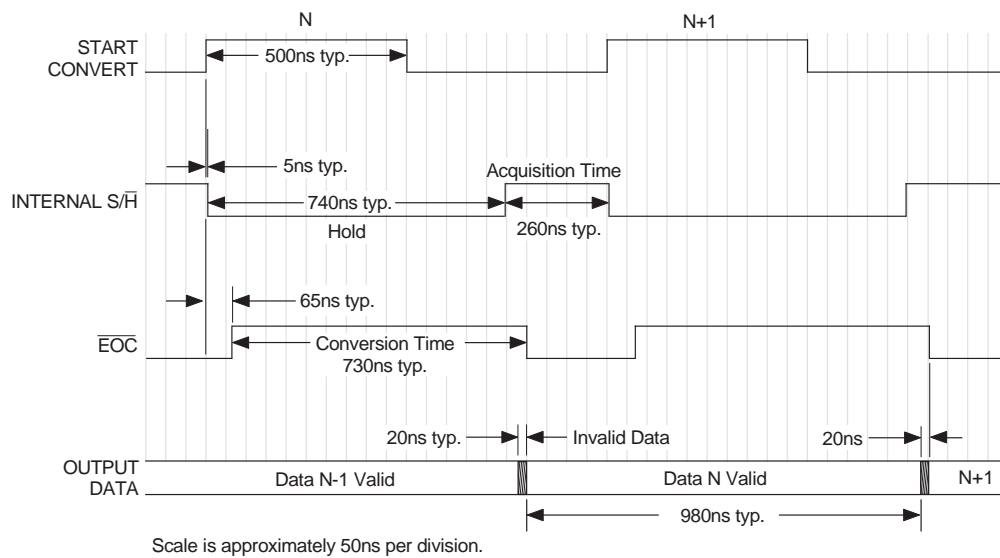 N
N+1
START
CONVERT
500ns typ.
5ns typ.
Acquisition Time
INTERNAL S/H̅
740ns typ.
Hold
260ns typ.
65ns typ.
E̅O̅C̅
Conversion Time
730ns typ.
20ns typ.
Invalid Data
20ns
OUTPUT
DATA
Data N-1 Valid
Data N Valid
N+1
980ns typ.
Scale is approximately 50ns per division.